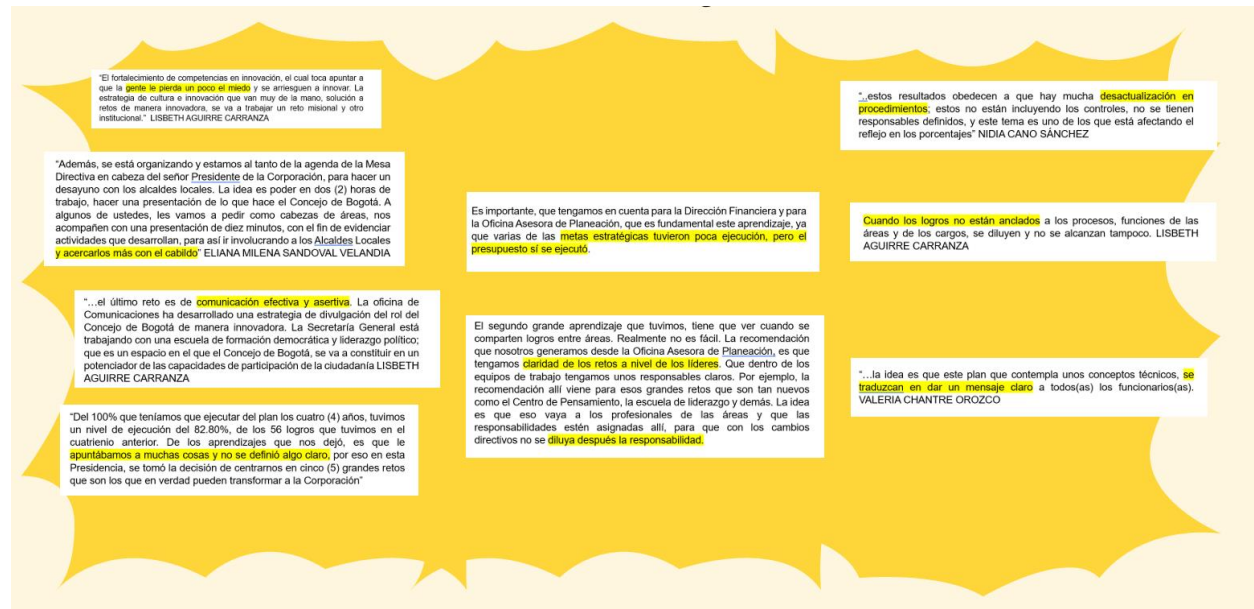 “El fortalecimiento de competencias en innovación, el cual toca apuntar a
que la gente le pierda un poco el miedo y se arriesguen a innovar. La
estrategia de cultura e innovación que van muy de la mano, solución a
retos de manera innovadora, se va a trabajar un reto misional y otro
institucional.” LISBETH AGUIRRE CARRANZA
“Además, se está organizando y estamos al tanto de la agenda de la Mesa
Directiva en cabeza del señor Presidente de la Corporación, para hacer un
desayuno con los alcaldes locales. La idea es poder en dos (2) horas de
trabajo, hacer una presentación de lo que hace el Concejo de Bogotá. A
algunos de ustedes, les vamos a pedir como cabezas de áreas, nos
acompañen con una presentación de diez minutos, con el fin de evidenciar
actividades que desarrollan, para así ir involucrando a los Alcaldes Locales
y acercarlos más con el cabildo” ELIANA MILENA SANDOVAL VELANDIA
“…el último reto es de comunicación efectiva y asertiva. La oficina de
Comunicaciones ha desarrollado una estrategia de divulgación del rol del
Concejo de Bogotá de manera innovadora. La Secretaría General está
trabajando con una escuela de formación democrática y liderazgo político;
que es un espacio en el que el Concejo de Bogotá, se va a constituir en un
potenciador de las capacidades de participación de la ciudadanía LISBETH
AGUIRRE CARRANZA
“Del 100% que teníamos que ejecutar del plan los cuatro (4) años, tuvimos
un nivel de ejecución del 82.80%, de los 56 logros que tuvimos en el
cuatrienio anterior. De los aprendizajes que nos dejó, es que le
apuntábamos a muchas cosas y no se definió algo claro, por eso en esta
Presidencia, se tomó la decisión de centrarnos en cinco (5) grandes retos
que son los que en verdad pueden transformar a la Corporación”
Es importante, que tengamos en cuenta para la Dirección Financiera y para
la Oficina Asesora de Planeación, que es fundamental este aprendizaje, ya
que varias de las metas estratégicas tuvieron poca ejecución, pero el
presupuesto sí se ejecutó.
El segundo grande aprendizaje que tuvimos, tiene que ver cuando se
comparten logros entre áreas. Realmente no es fácil. La recomendación
que nosotros generamos desde la Oficina Asesora de Planeación, es que
tengamos claridad de los retos a nivel de los líderes. Que dentro de los
equipos de trabajo tengamos unos responsables claros. Por ejemplo, la
recomendación allí viene para esos grandes retos que son tan nuevos
como el Centro de Pensamiento, la escuela de liderazgo y demás. La idea
es que eso vaya a los profesionales de las áreas y que las
responsabilidades estén asignadas allí, para que con los cambios
directivos no se diluya después la responsabilidad.
“..estos resultados obedecen a que hay mucha desactualización en
procedimientos; estos no están incluyendo los controles, no se tienen
responsables definidos, y este tema es uno de los que está afectando el
reflejo en los porcentajes” NIDIA CANO SÁNCHEZ
Cuando los logros no están anclados a los procesos, funciones de las
áreas y de los cargos, se diluyen y no se alcanzan tampoco. LISBETH
AGUIRRE CARRANZA
“…la idea es que este plan que contempla unos conceptos técnicos, se
traduzcan en dar un mensaje claro a todos(as) los funcionarios(as).
VALERIA CHANTRE OROZCO